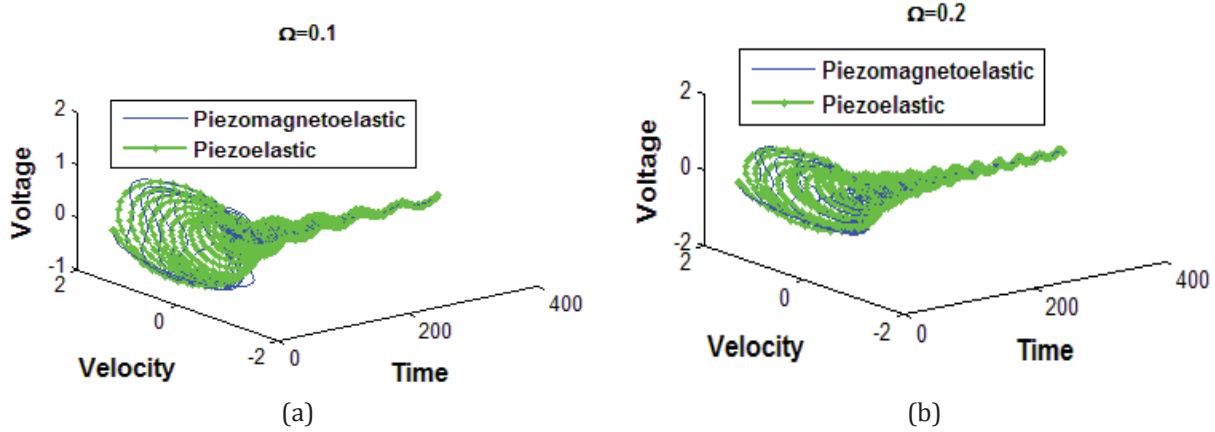 Ω=0.1
Piezomagnetoelastic
Piezoelastic
Voltage
2
1
0
-1
2
0
-2
Velocity
0
200
400
Time
(a)
Ω=0.2
Piezomagnetoelastic
Piezoelastic
Voltage
2
0
-2
2
0
-2
Velocity
0
200
400
Time
(b)